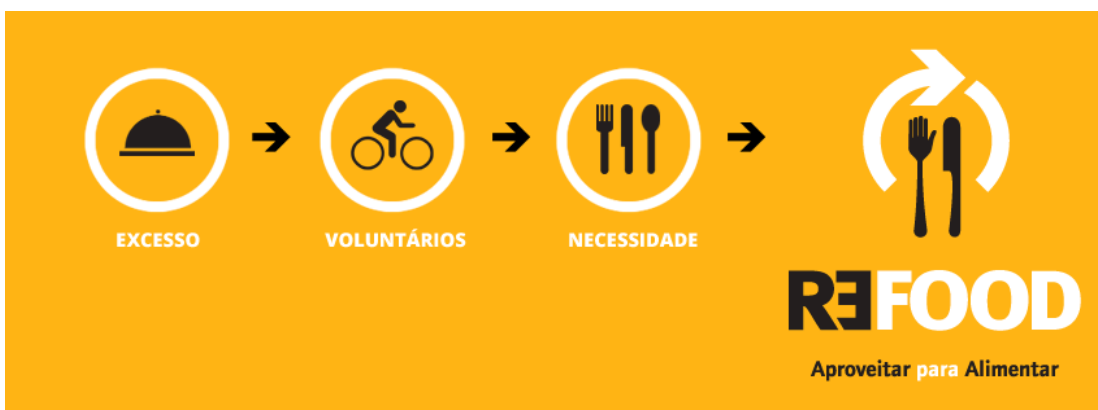 EXCESSO
VOLUNTÁRIOS
NECESSIDADE
REFOOD
Aproveitar para Alimentar